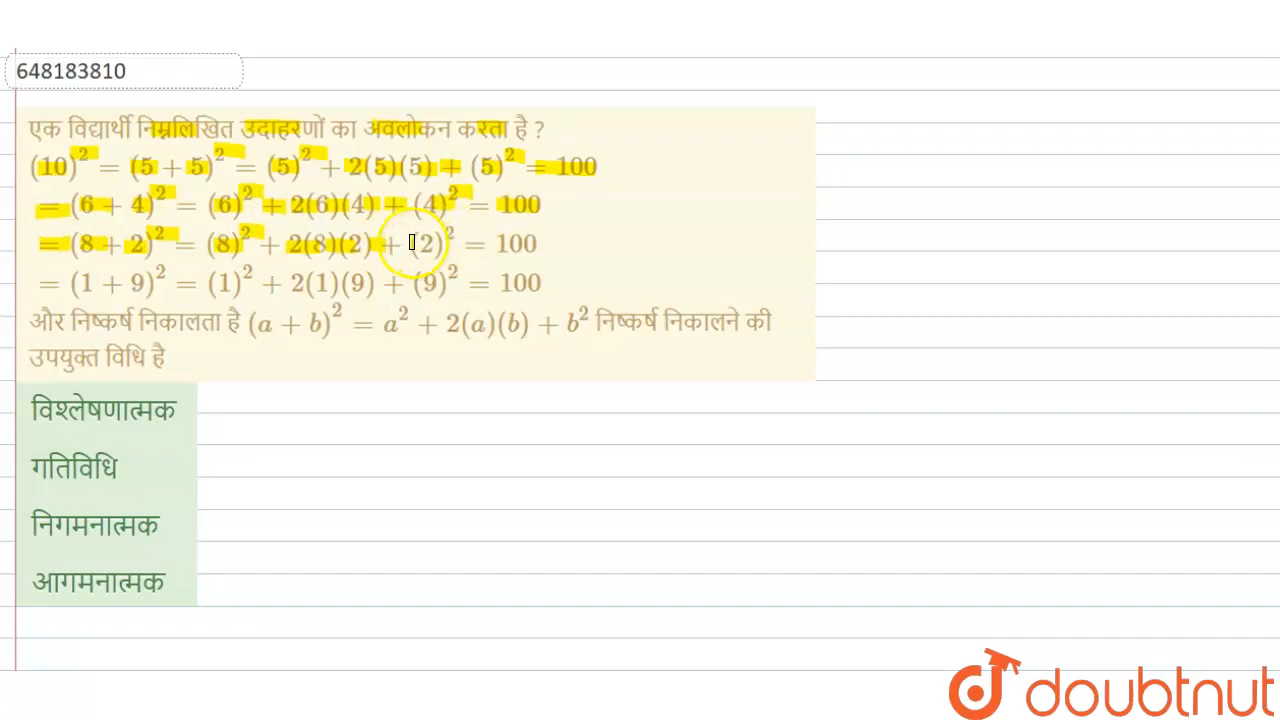 648183810
एक विद्यार्थी निम्नलिखित उदाहरणों का अवलोकन करता है ?
(10)² = (5 + 5)² = (5)² + 2(5)(5) + (5)² = 100
= (6 + 4)² = (6)² + 2(6)(4) + (4)² = 100
= (8 + 2)² = (8)² + 2(8)(2) + (2)² = 100
= (1 + 9)² = (1)² + 2(1)(9) + (9)² = 100
और निष्कर्ष निकालता है (a + b)² = a² + 2(a)(b) + b² निष्कर्ष निकालने की
उपयुक्त विधि है
विश्लेषणात्मक
गतिविधि
निगमनात्मक
आगमनात्मक
doubtnut